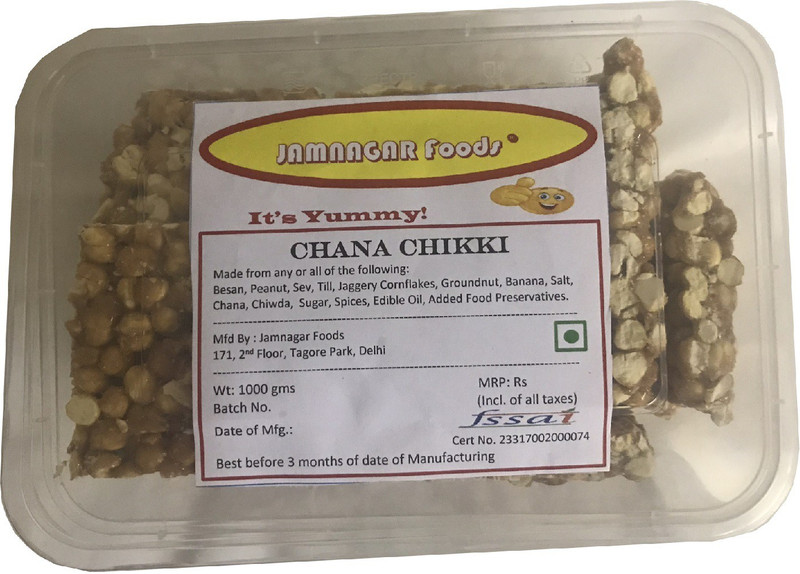 JAMNAGAR Foods
It's Yummy!
CHANA CHIKKI
Made from any or all of the following:
Besan, Peanut, Sev, Till, Jaggery Cornflakes, Groundnut, Banana, Salt,
Chana, Chiwda, Sugar, Spices, Edible Oil, Added Food Preservatives.
Mfd By : Jamnagar Foods
171, 2nd Floor, Tagore Park, Delhi
Wt: 1000 gms
Batch No.
Date of Mfg.:
MRP: Rs
(Incl. of all taxes)
fssai
Cert No. 23317002000074
Best before 3 months of date of Manufacturing